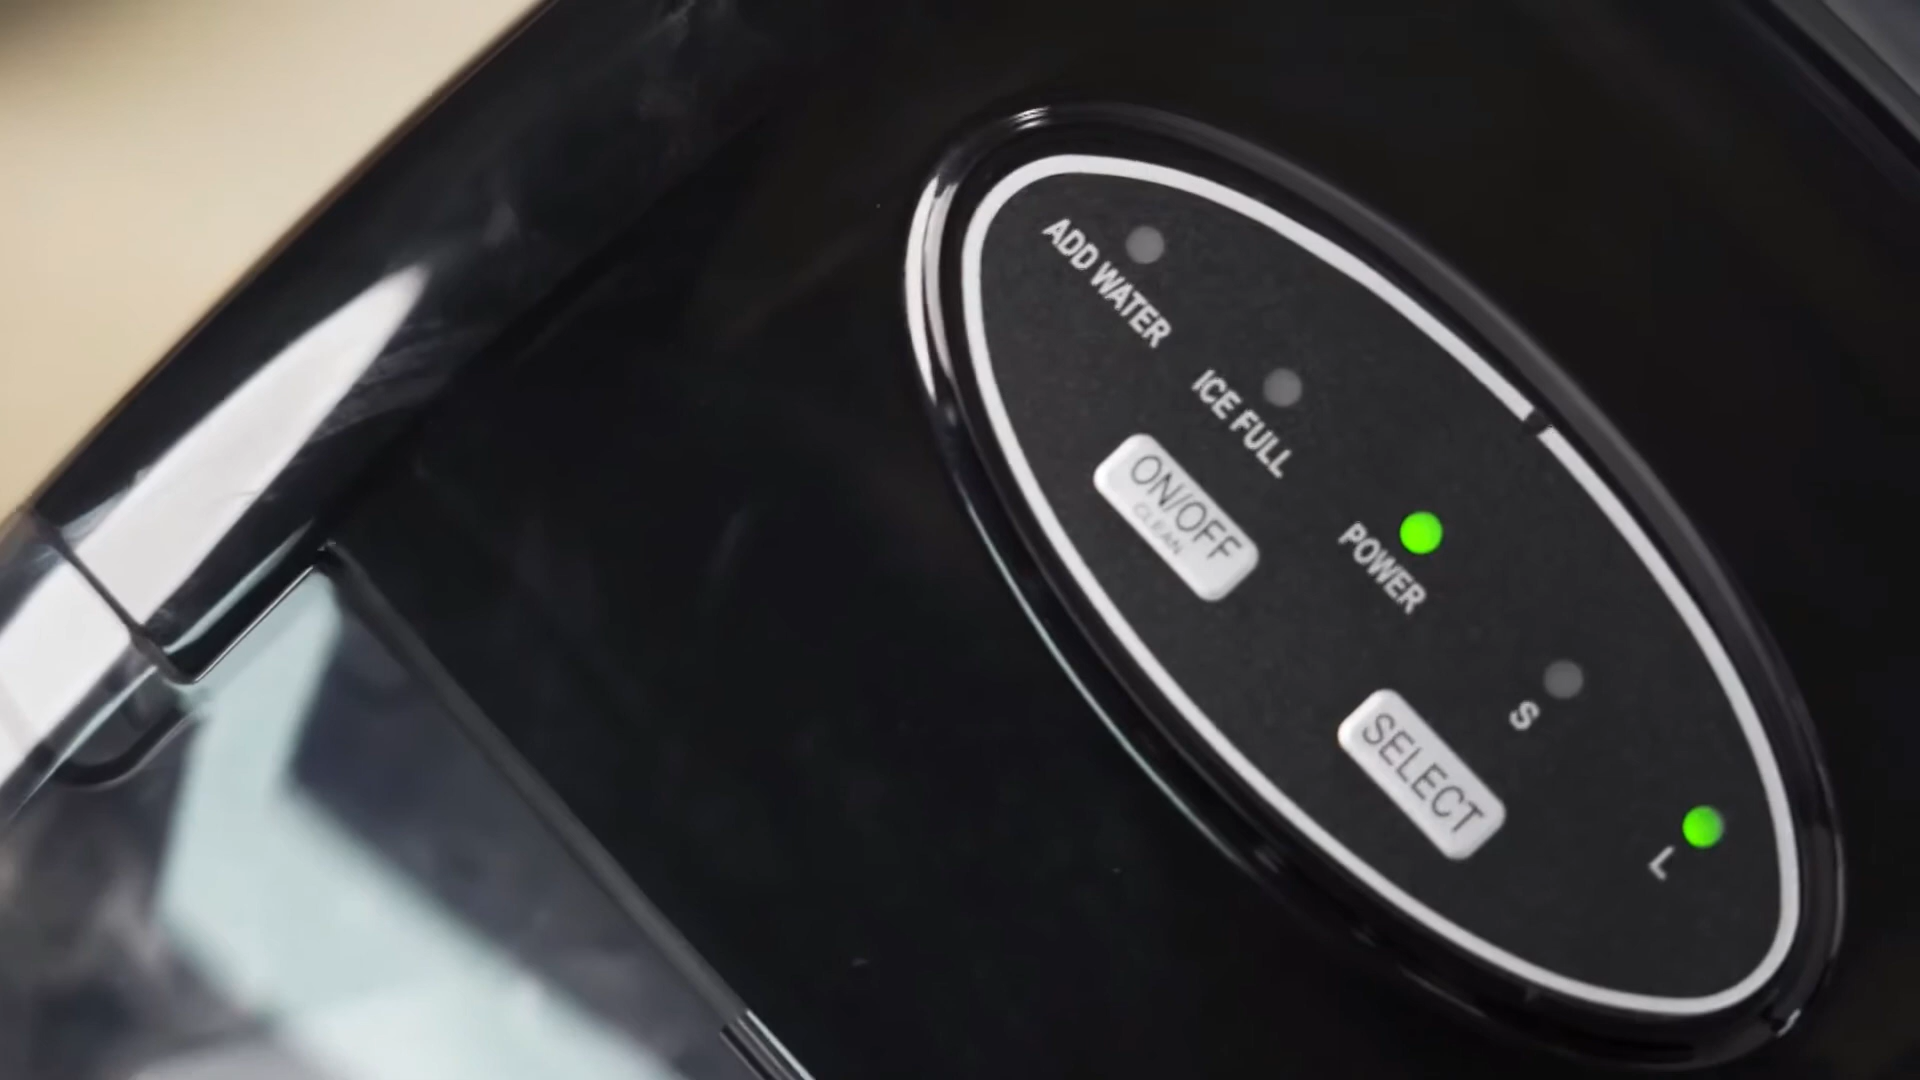 ADD WATER
ICE FULL
ON/OFF
CLEAN
POWER
S
SELECT
L